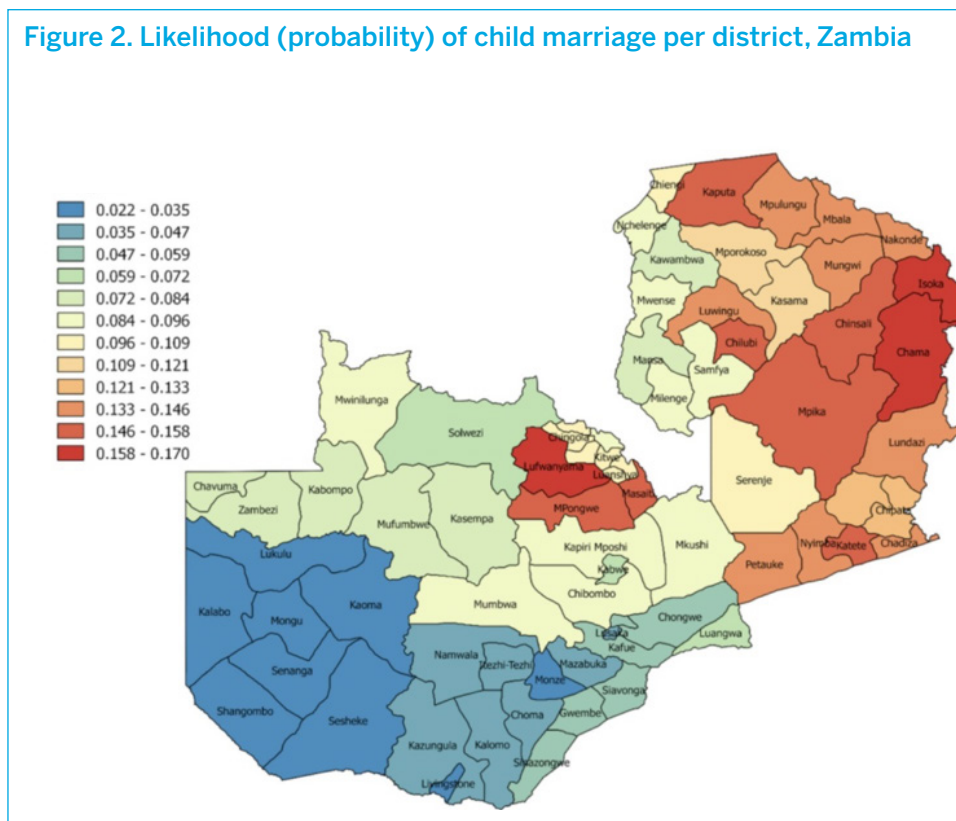 Figure 2. Likelihood (probability) of child marriage per district, Zambia
0.022 - 0.035
0.035 - 0.047
0.047 - 0.059
0.059 - 0.072
0.072 - 0.084
0.084 - 0.096
0.096 - 0.109
0.109 - 0.121
0.121 - 0.133
0.133 - 0.146
0.146 - 0.158
0.158 - 0.170
Chiengi
Kaputa
Mpulungu
Mbala
Nchelenge
Nakonde
Mporokoso
Kawambwa
Mungwi
Isoka
Mwense
Kasama
Luwingu
Chinsali
Chilubi
Chama
Mansa
Samfya
Milenge
Mpika
Mwinilunga
Solwezi
Chingola
Lundazi
Kitwe
Lufwanyama
Luanshya
Serenje
Chavuma
Kabompo
Masaiti
Zambezi
MPongwe
Chipata
Mufumbwe
Kasempa
Kapiri Mposhi
Mkushi
Nyimba
Katete
Chadiza
Lukulu
Petauke
Kabwe
Kalabo
Kaoma
Mumbwa
Chibombo
Mongu
Chongwe
Lusaka
Luangwa
Kafue
Namwala
Itezhi-Tezhi
Mazabuka
Senanga
Monze
Siavonga
Shangombo
Sesheke
Choma
Gwembe
Kazungula
Kalomo
Sinazongwe
Livingstone